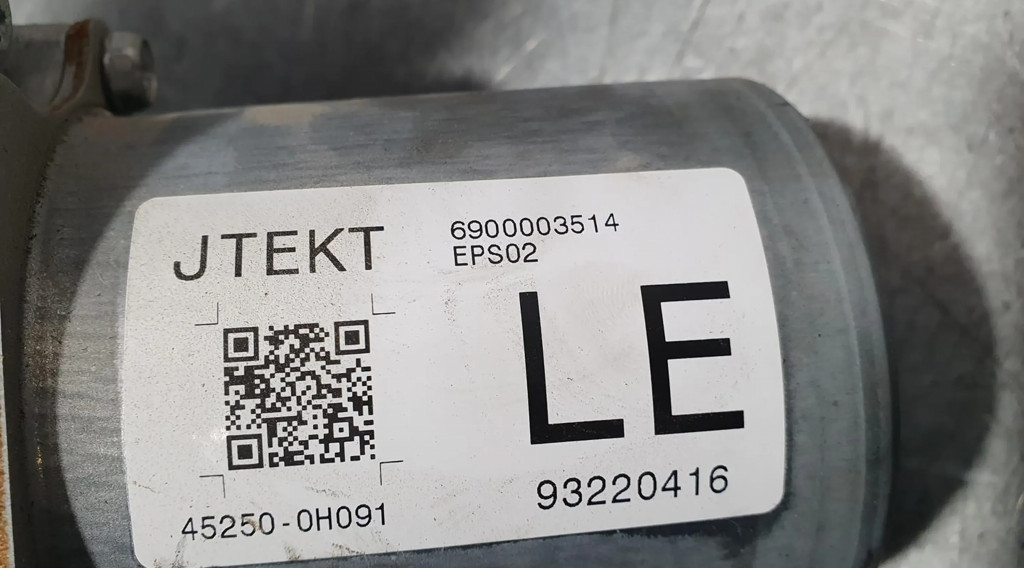 JTEKT
6900003514
EPS02
LE
45250-0H091
93220416